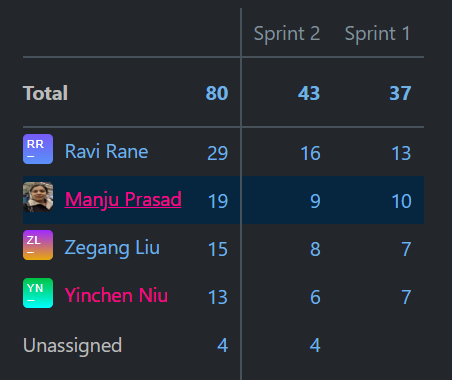 Sprint 2 Sprint 1
Total 80 43 37
RR Ravi Rane 29 16 13
Manju Prasad 19 9 10
ZL Zegang Liu 15 8 7
YN Yinchen Niu 13 6 7
Unassigned 4 4